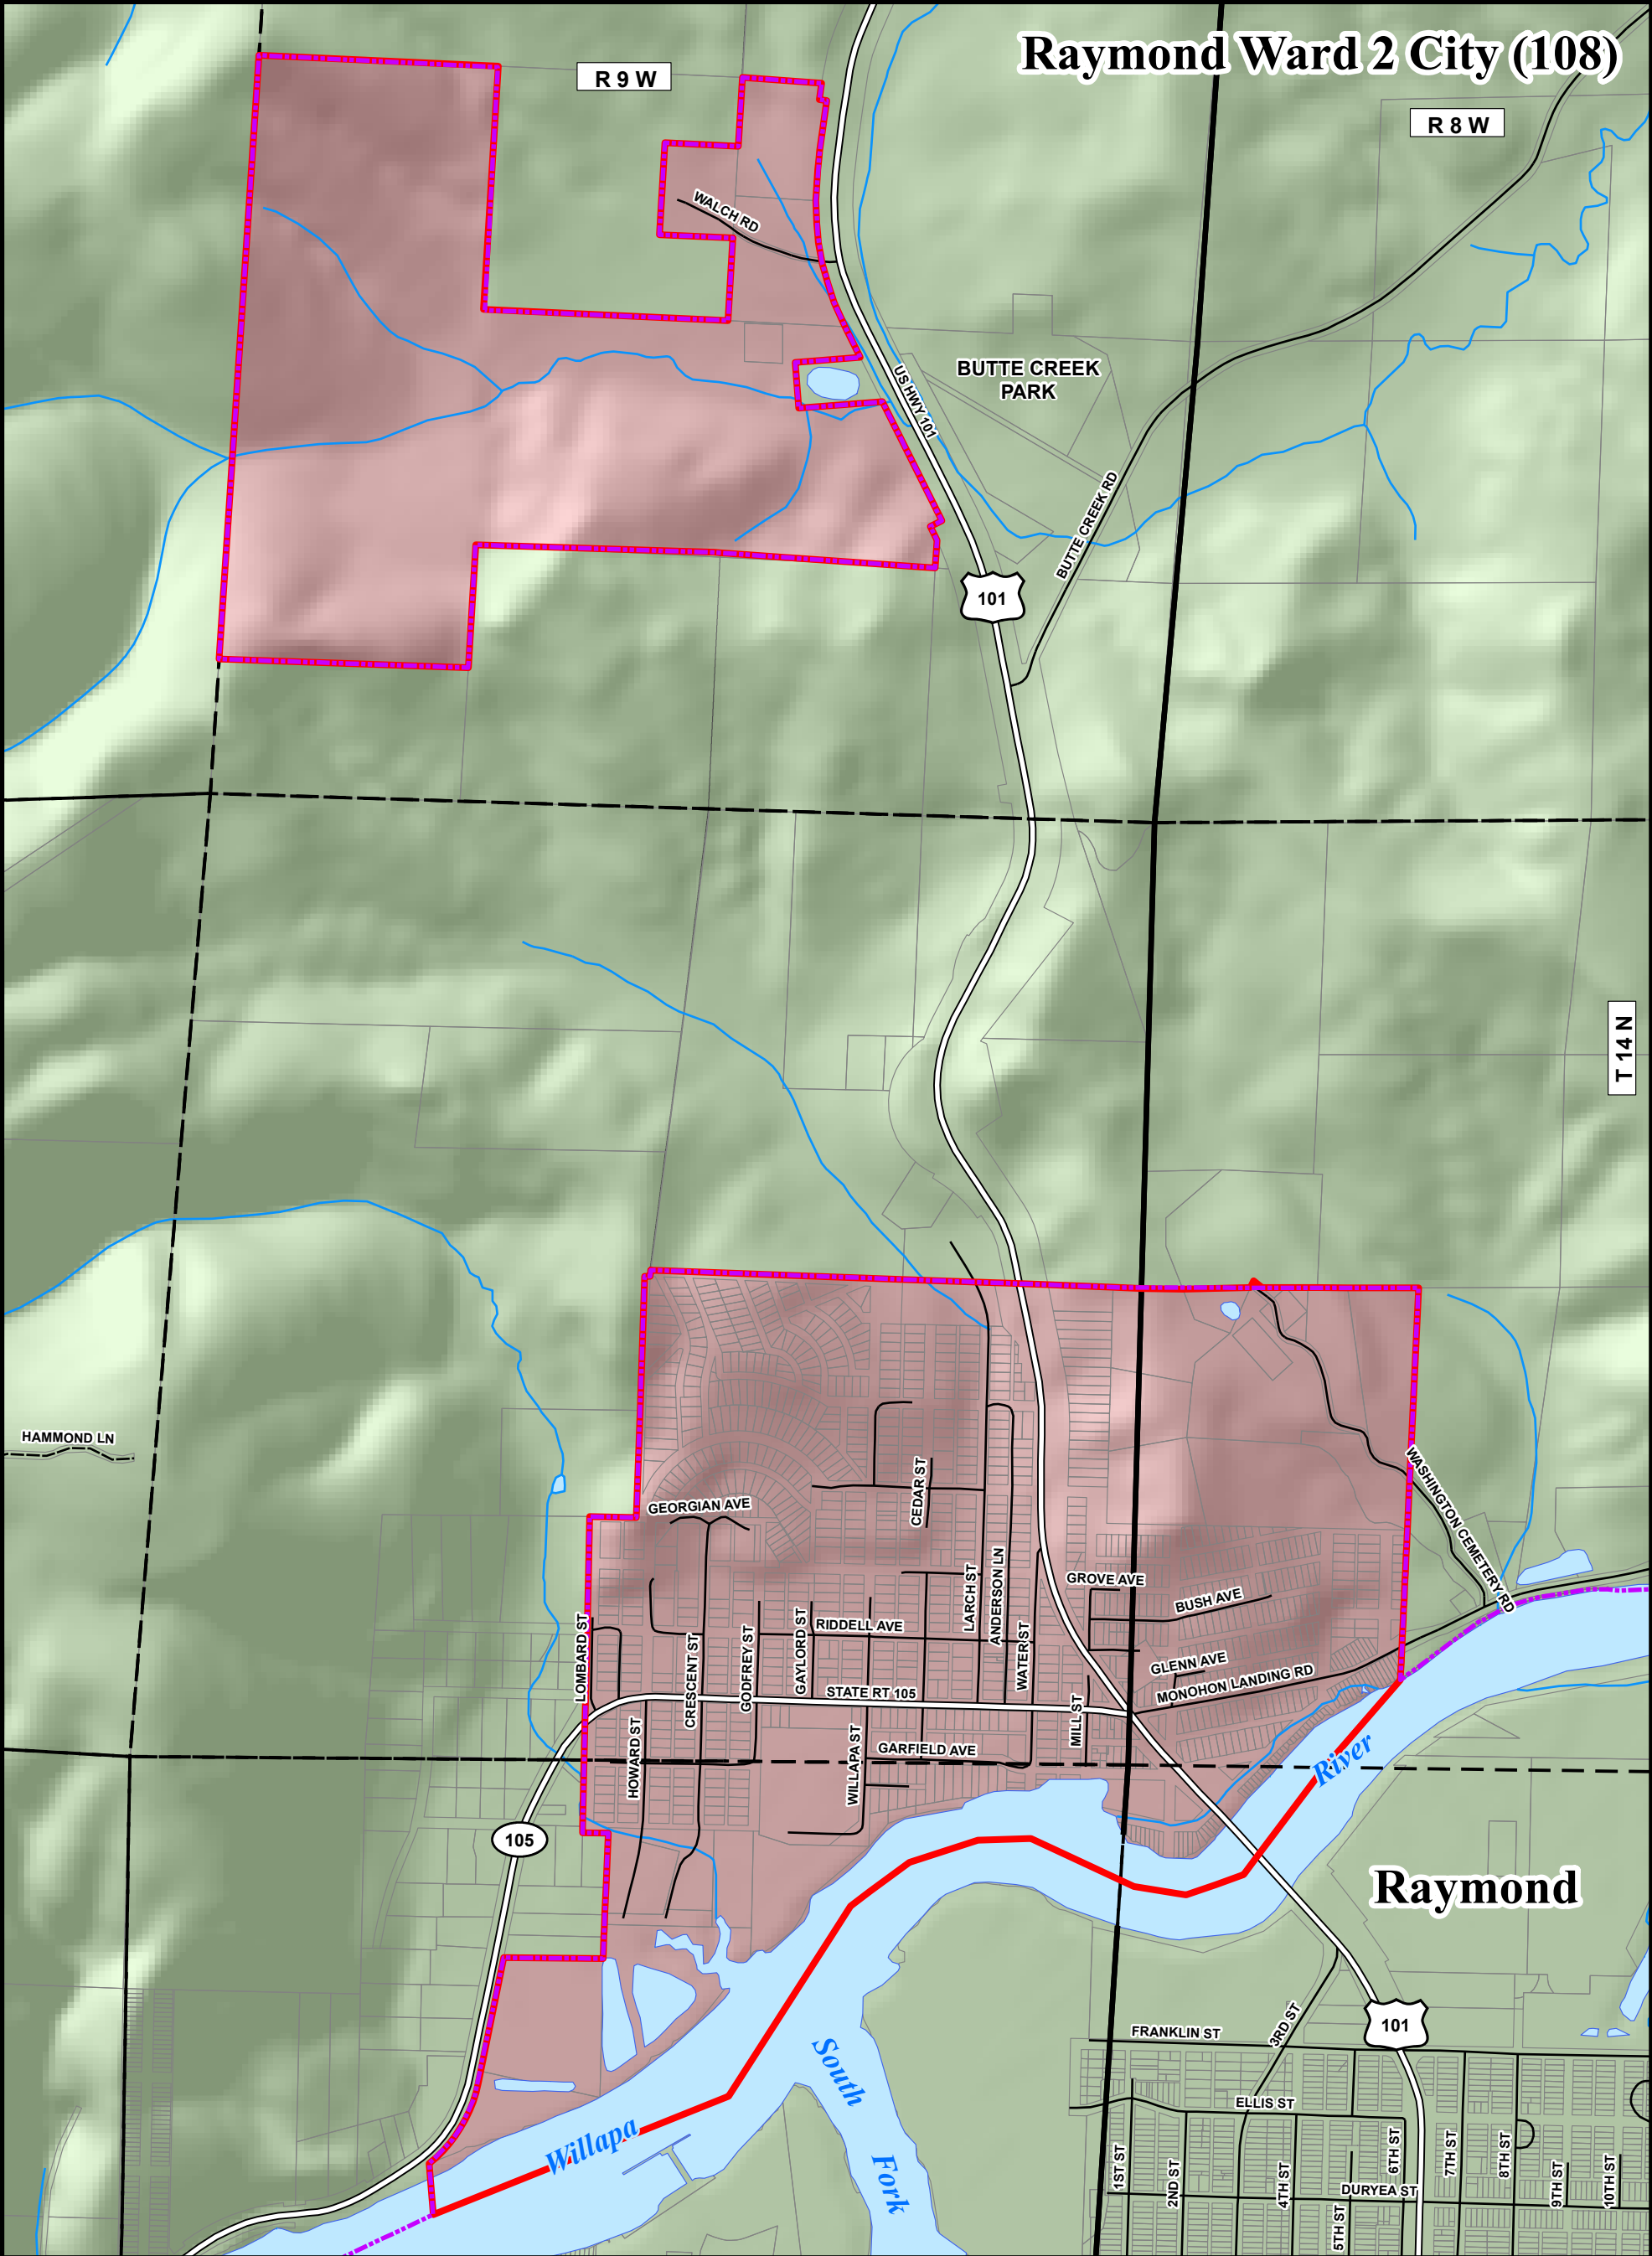 Raymond Ward 2 City (108)
R 9 W
R 8 W
WALCH RD
US HWY 101
BUTTE CREEK
PARK
BUTTE CREEK RD
101
T 14 N
HAMMOND LN
WASHINGTON CEMETERY RD
GEORGIAN AVE
CEDAR ST
LARCH ST
ANDERSON LN
GROVE AVE
BUSH AVE
LOMBARD ST
CRESCENT ST
GODFREY ST
GAYLORD ST
RIDDELL AVE
WATER ST
GLENN AVE
MONOHON LANDING RD
STATE RT 105
HOWARD ST
WILLAPA ST
GARFIELD AVE
MILL ST
River
105
Raymond
101
FRANKLIN ST
3RD ST
South
Fork
Willapa
ELLIS ST
1ST ST
2ND ST
4TH ST
5TH ST
6TH ST
7TH ST
8TH ST
9TH ST
10TH ST
DURYEA ST